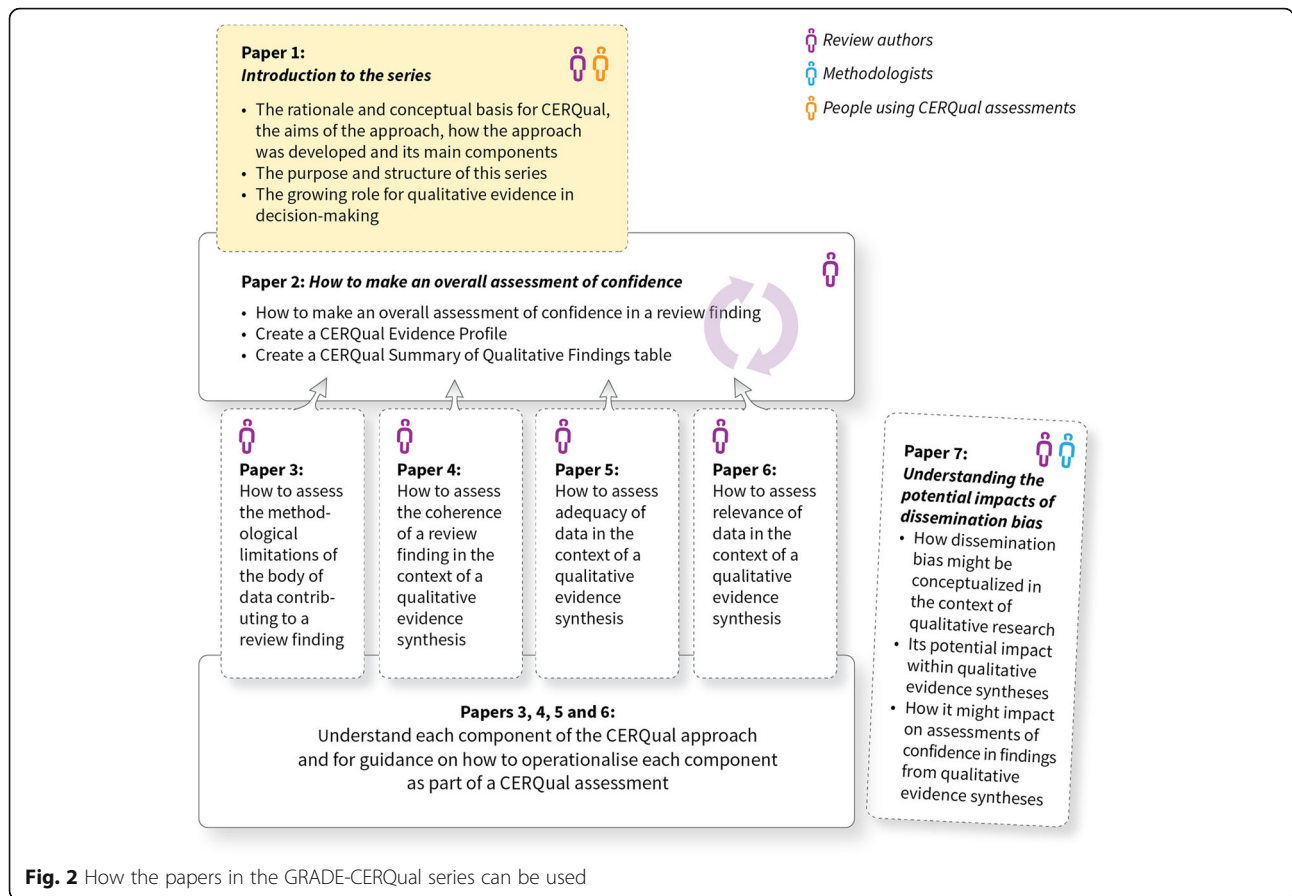 Paper 1:
Introduction to the series
• The rationale and conceptual basis for CERQual,
the aims of the approach, how the approach
was developed and its main components
• The purpose and structure of this series
• The growing role for qualitative evidence in
decision-making
Review authors
Methodologists
People using CERQual assessments
Paper 2: How to make an overall assessment of confidence
• How to make an overall assessment of confidence in a review finding
• Create a CERQual Evidence Profile
• Create a CERQual Summary of Qualitative Findings table
Paper 3:
How to assess
the method-
ological
limitations of
the body of
data contrib-
uting to a
review finding
Paper 4:
How to assess
the coherence
of a review
finding in the
context of a
qualitative
evidence
synthesis
Paper 5:
How to assess
adequacy of
data in the
context of a
qualitative
evidence
synthesis
Paper 6:
How to assess
relevance of
data in the
context of a
qualitative
evidence
synthesis
Papers 3, 4, 5 and 6:
Understand each component of the CERQual approach
and for guidance on how to operationalise each component
as part of a CERQual assessment
Paper 7:
Understanding the
potential impacts of
dissemination bias
• How dissemination
bias might be
conceptualized in
the context of
qualitative research
• Its potential impact
within qualitative
evidence syntheses
• How it might impact
on assessments of
confidence in findings
from qualitative
evidence syntheses
Fig. 2 How the papers in the GRADE-CERQual series can be used